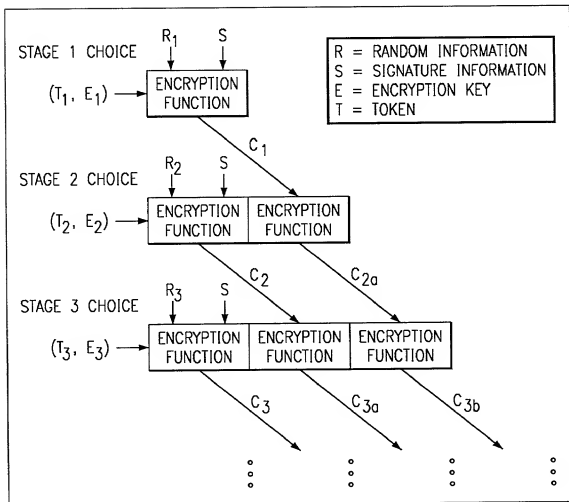 STAGE 1 CHOICE
R1 S
(T1, E1)
ENCRYPTION
FUNCTION
R = RANDOM INFORMATION
S = SIGNATURE INFORMATION
E = ENCRYPTION KEY
T = TOKEN
C1
STAGE 2 CHOICE
R2 S
(T2, E2)
ENCRYPTION
FUNCTION
ENCRYPTION
FUNCTION
C2
C2a
STAGE 3 CHOICE
R3 S
(T3, E3)
ENCRYPTION
FUNCTION
ENCRYPTION
FUNCTION
ENCRYPTION
FUNCTION
C3
C3a
C3b